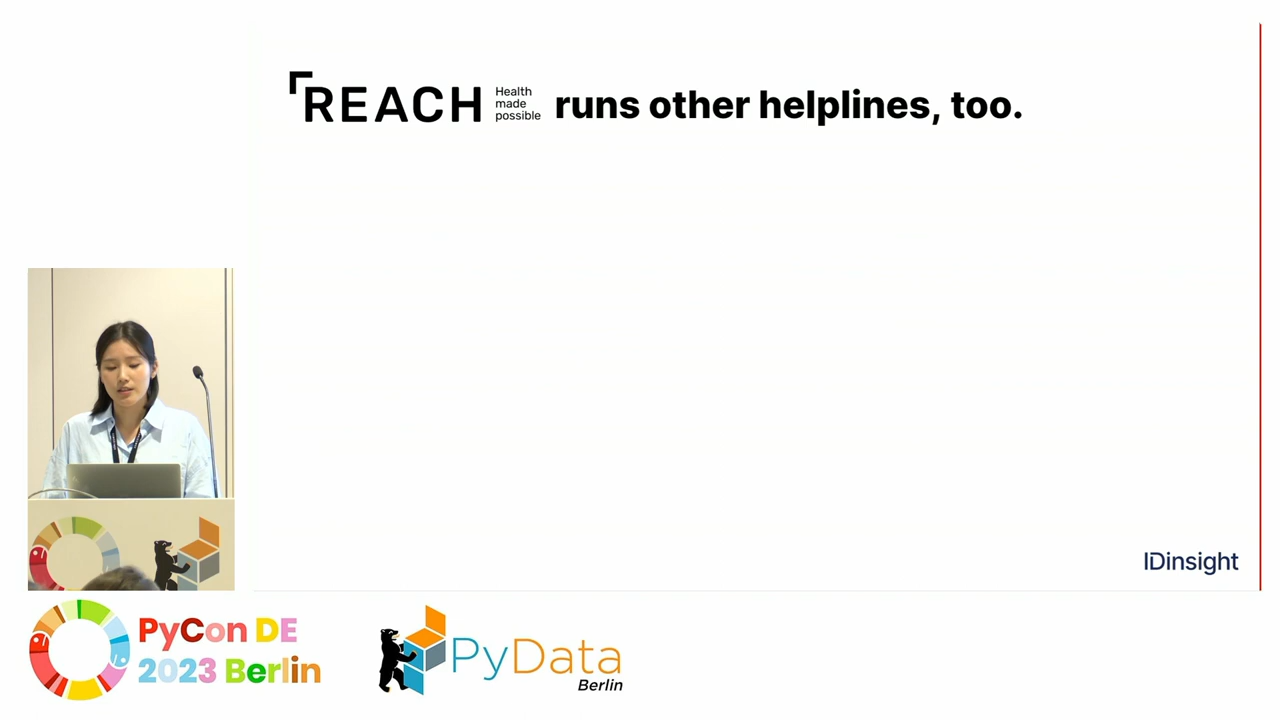 REACH Health made possible runs other helplines, too.
IDinsight
PyCon DE
2023 Berlin
PyData
Berlin